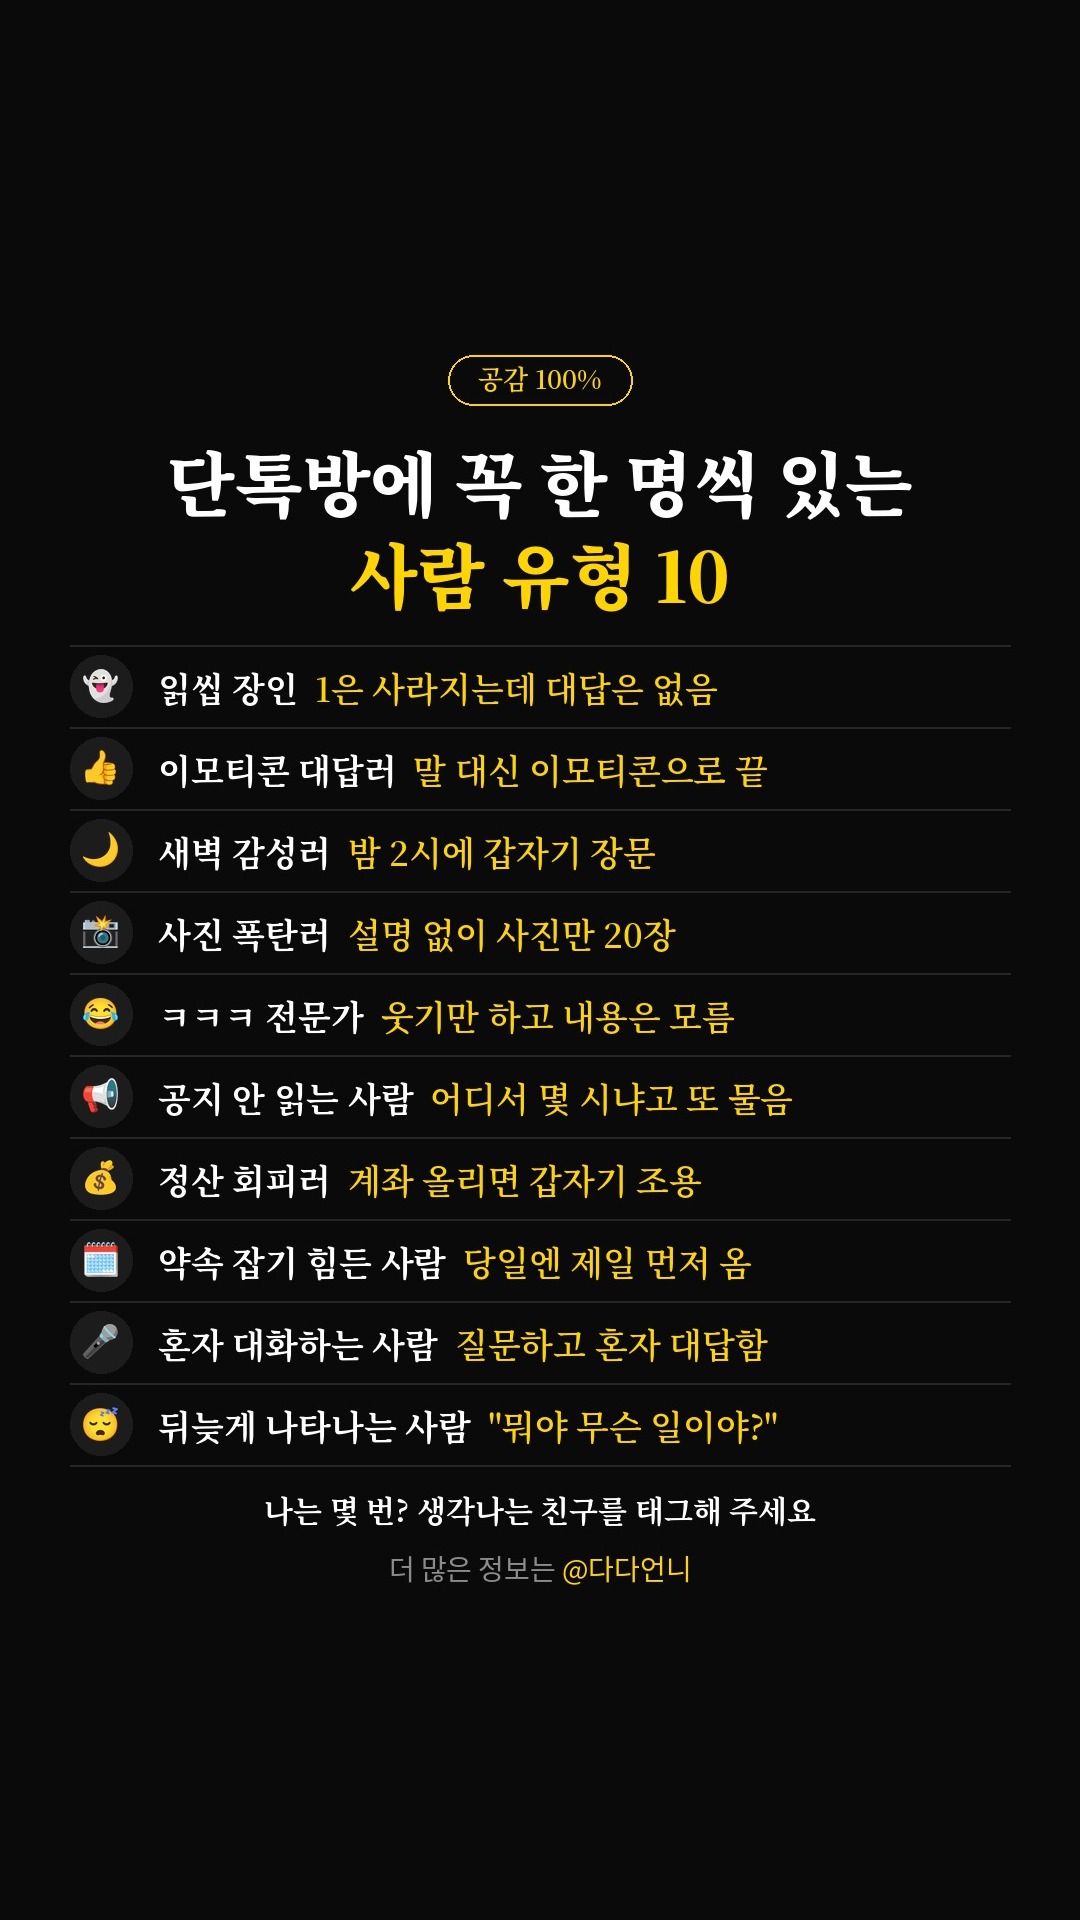 공감 100%
단톡방에 꼭 한 명씩 있는
사람 유형 10
읽씹 장인 1은 사라지는데 대답은 없음
이모티콘 대답러 말 대신 이모티콘으로 끝
새벽 감성러 밤 2시에 갑자기 장문
사진 폭탄러 설명 없이 사진만 20장
ㅋㅋㅋ 전문가 웃기만 하고 내용은 모름
공지 안 읽는 사람 어디서 몇 시냐고 또 물음
정산 회피러 계좌 올리면 갑자기 조용
약속 잡기 힘든 사람 당일엔 제일 먼저 옴
혼자 대화하는 사람 질문하고 혼자 대답함
뒤늦게 나타나는 사람 "뭐야 무슨 일이야?"
나는 몇 번? 생각나는 친구를 태그해 주세요
더 많은 정보는 @다다언니